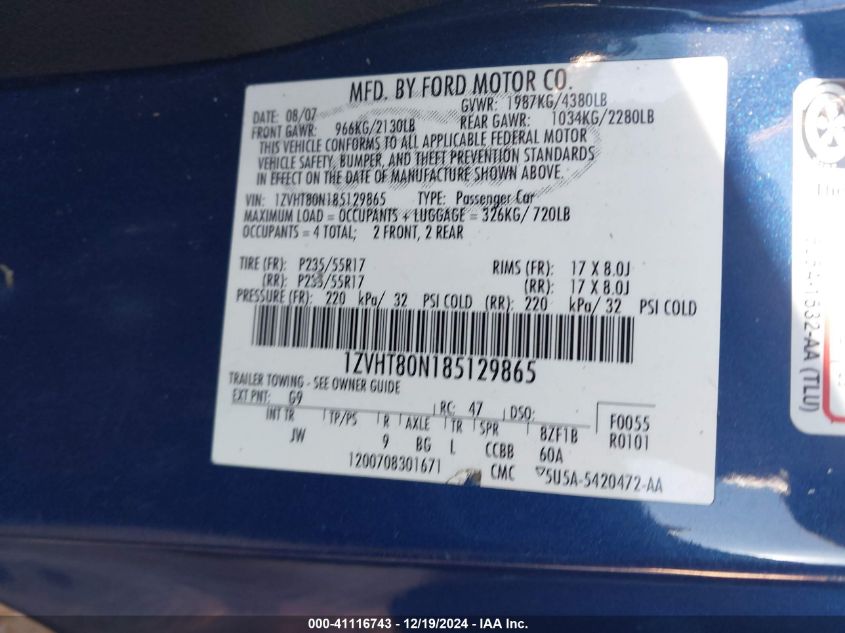 MFD. BY FORD MOTOR CO.
DATE: 08/07 GVWR: 1987KG/4380LB
FRONT GAWR: 966KG/2130LB REAR GAWR: 1034KG/2280LB
THIS VEHICLE CONFORMS TO ALL APPLICABLE FEDERAL MOTOR
VEHICLE SAFETY, BUMPER, AND THEFT PREVENTION STANDARDS
IN EFFECT ON THE DATE OF MANUFACTURE SHOWN ABOVE.
VIN: 1ZVHT80N185129865 TYPE: Passenger Car
MAXIMUM LOAD = OCCUPANTS + LUGGAGE = 326KG/720LB
OCCUPANTS = 4 TOTAL; 2 FRONT, 2 REAR
TIRE (FR): P235/55R17 RIMS (FR): 17 X 8.0J
(RR): P235/55R17 (RR): 17 X 8.0J
PRESSURE (FR): 220 kPa/ 32 PSI COLD (RR): 220 kPa/ 32 PSI COLD
1ZVHT80N185129865
TRAILER TOWING - SEE OWNER GUIDE
EXT PNT: G9 RC: 47 DSO: F0055
INT TR TP/PS R AXLE TR SPR 8ZF1B R0101
JW 9 BG L CCBB 60A
1200708301671 CMC 5U5A-5420472-AA
1532-AA (TLU)
000-41116743 - 12/19/2024 - IAA Inc.